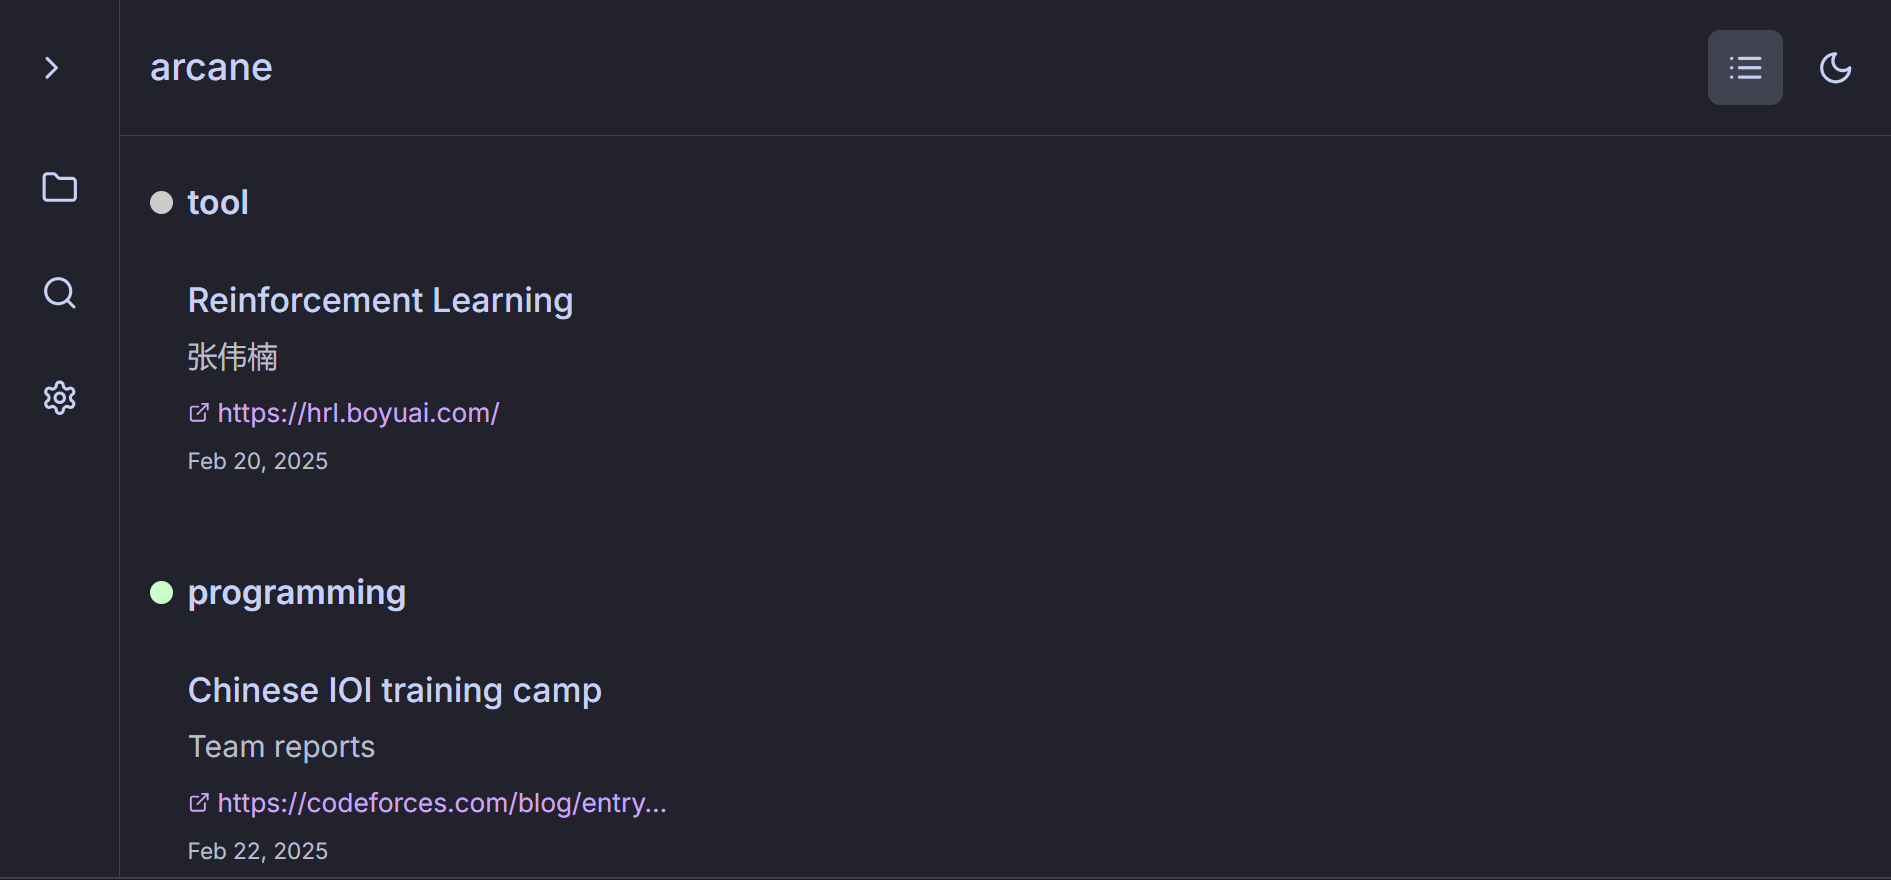 arcane
tool
Reinforcement Learning
张伟楠
https://hrl.boyuai.com/
Feb 20, 2025
programming
Chinese IOI training camp
Team reports
https://codeforces.com/blog/entry...
Feb 22, 2025